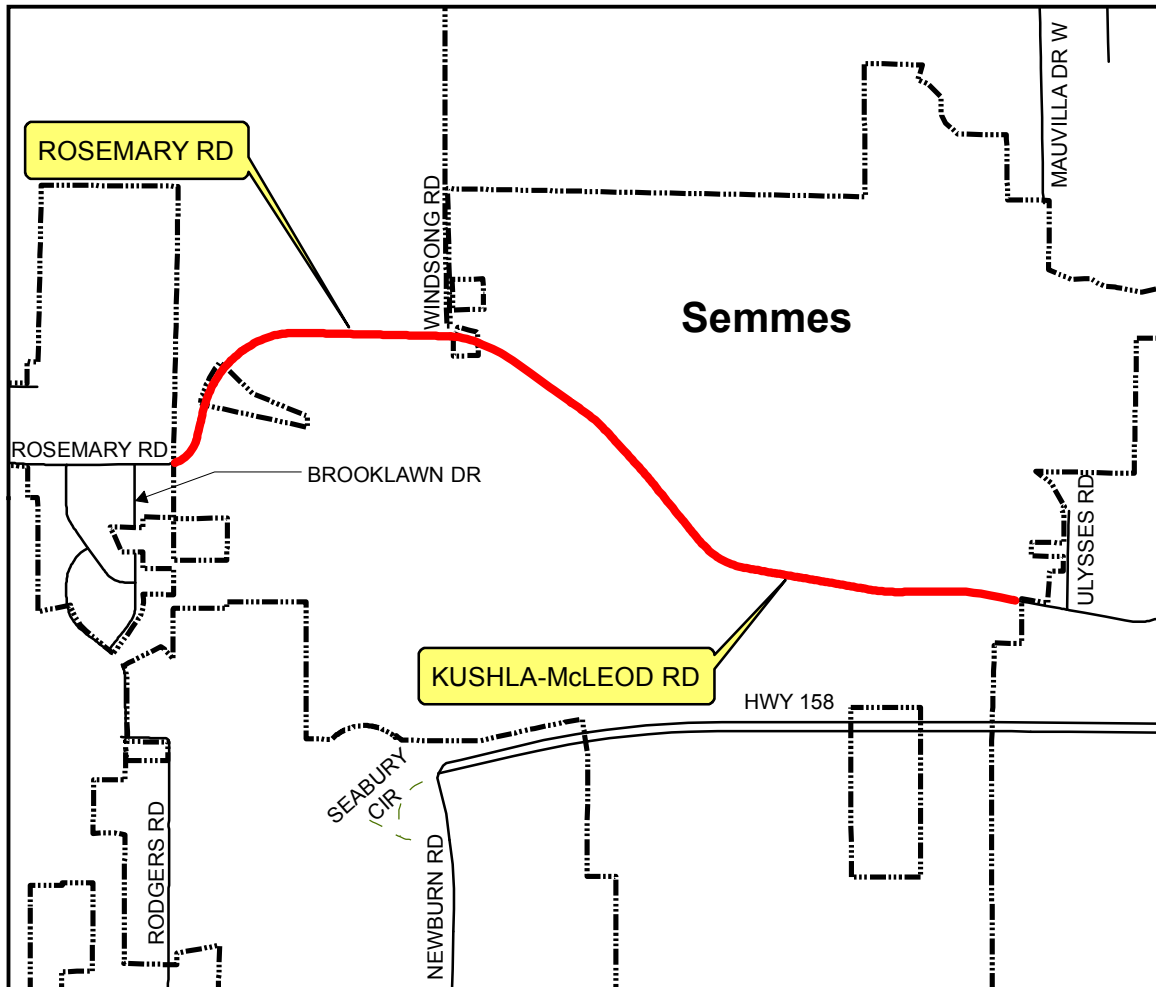 MAUVILLA DR W
ROSEMARY RD
WINDSONG RD
Semmes
ROSEMARY RD
BROOKLAWN DR
ULYSSES RD
KUSHLA-McLEOD RD
HWY 158
SEABURY
CIR
RODGERS RD
NEWBURN RD